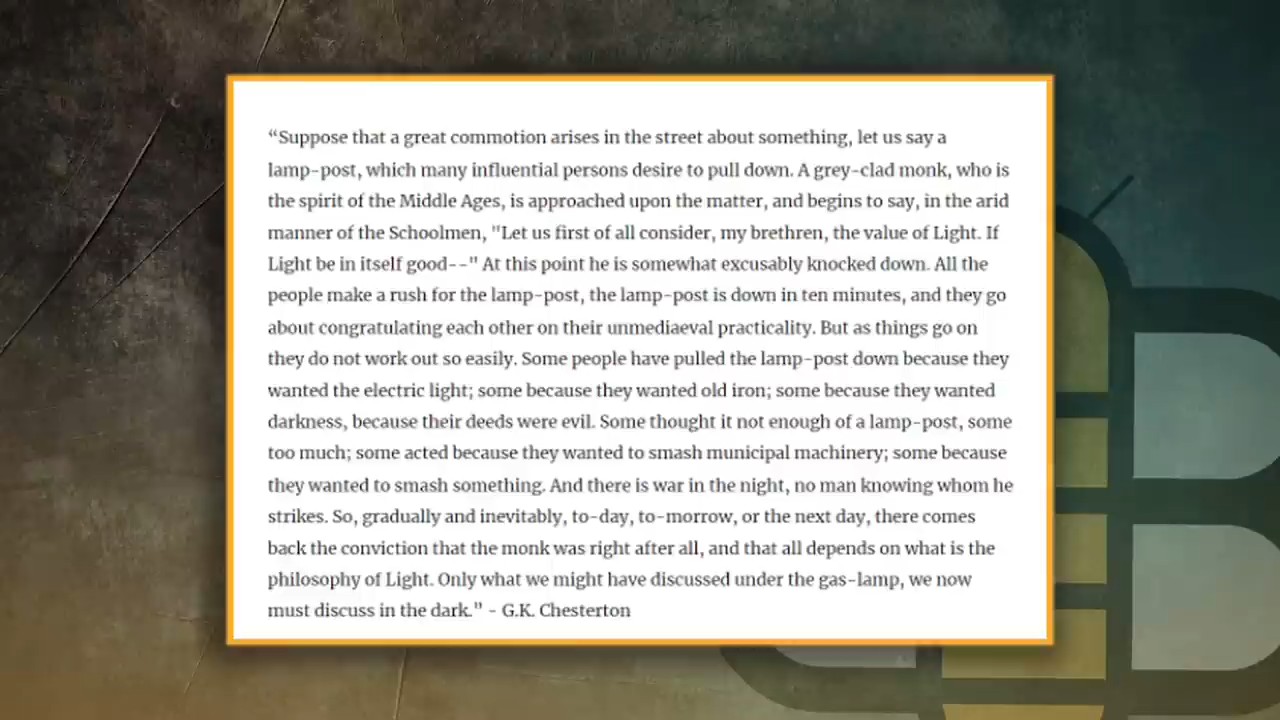 “Suppose that a great commotion arises in the street about something, let us say a
lamp-post, which many influential persons desire to pull down. A grey-clad monk, who is
the spirit of the Middle Ages, is approached upon the matter, and begins to say, in the arid
manner of the Schoolmen, "Let us first of all consider, my brethren, the value of Light. If
Light be in itself good--" At this point he is somewhat excusably knocked down. All the
people make a rush for the lamp-post, the lamp-post is down in ten minutes, and they go
about congratulating each other on their unmediaeval practicality. But as things go on
they do not work out so easily. Some people have pulled the lamp-post down because they
wanted the electric light; some because they wanted old iron; some because they wanted
darkness, because their deeds were evil. Some thought it not enough of a lamp-post, some
too much; some acted because they wanted to smash municipal machinery; some because
they wanted to smash something. And there is war in the night, no man knowing whom he
strikes. So, gradually and inevitably, to-day, to-morrow, or the next day, there comes
back the conviction that the monk was right after all, and that all depends on what is the
philosophy of Light. Only what we might have discussed under the gas-lamp, we now
must discuss in the dark." - G.K. Chesterton